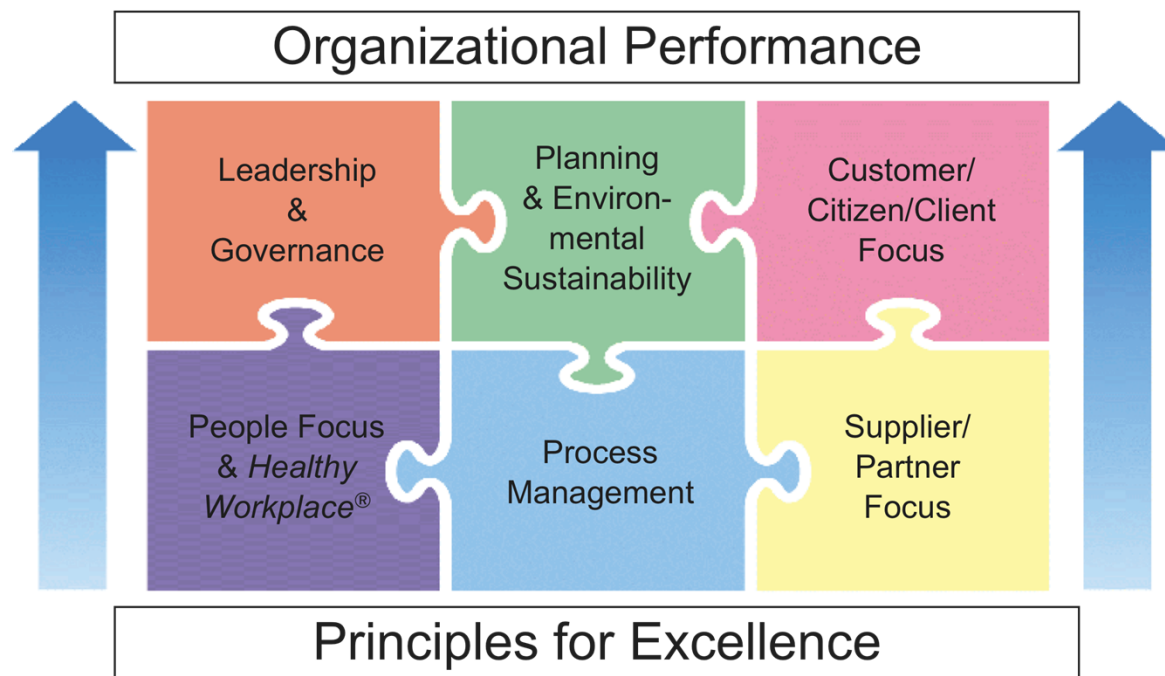 Organizational Performance
Leadership
&
Governance
Planning
& Environ-
mental
Sustainability
Customer/
Citizen/Client
Focus
People Focus
& Healthy
Workplace®
Process
Management
Supplier/
Partner
Focus
Principles for Excellence